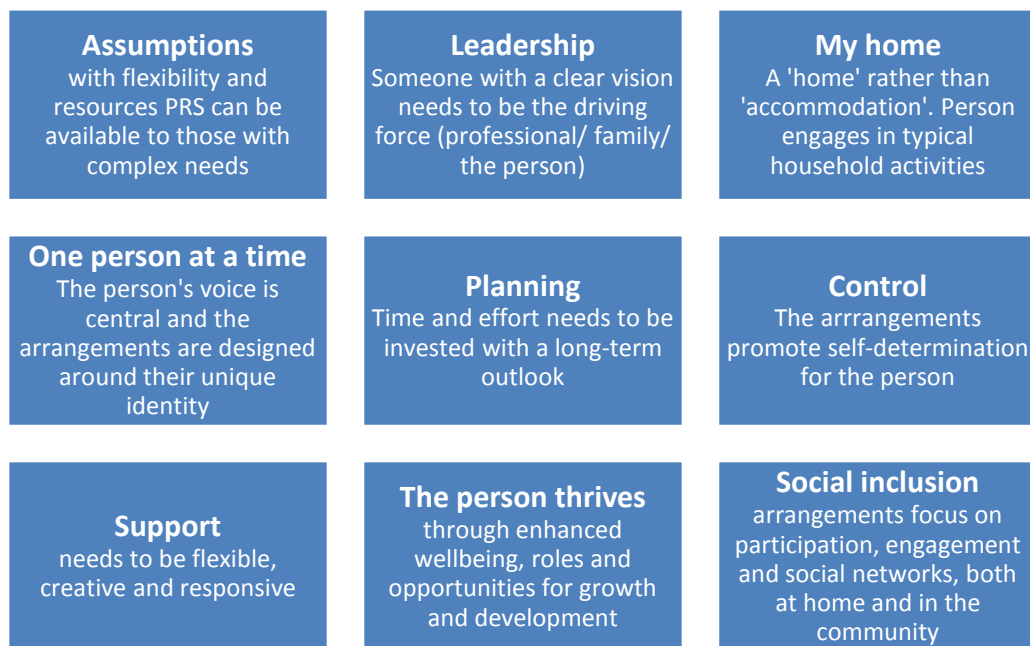 Assumptions
with flexibility and
resources PRS can be
available to those with
complex needs
Leadership
Someone with a clear vision
needs to be the driving
force (professional/ family/
the person)
My home
A 'home' rather than
'accommodation'. Person
engages in typical
household activities
One person at a time
The person's voice is
central and the
arrangements are designed
around their unique
identity
Planning
Time and effort needs to be
invested with a long-term
outlook
Control
The arrrangements
promote self-determination
for the person
Support
needs to be flexible,
creative and responsive
The person thrives
through enhanced
wellbeing, roles and
opportunities for growth
and development
Social inclusion
arrangements focus on
participation, engagement
and social networks, both
at home and in the
community